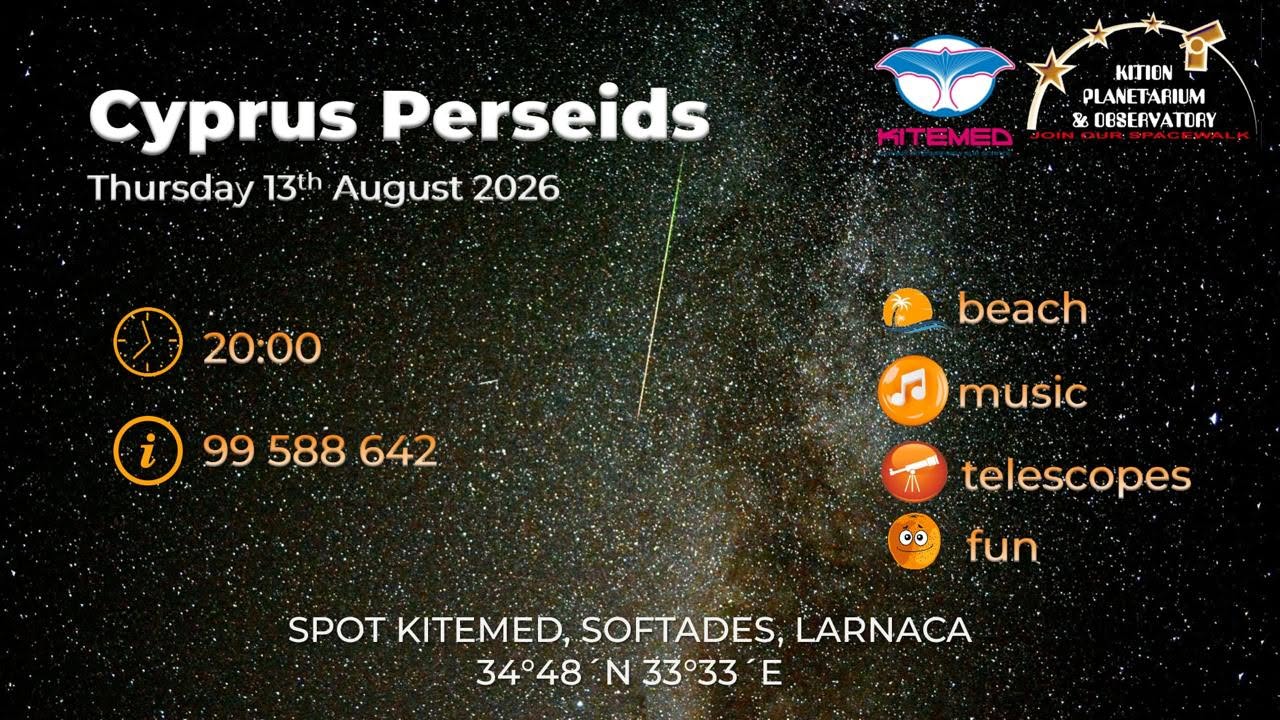 Cyprus Perseids
Thursday 13th August 2026
KITEMED
KITION
PLANETARIUM
& OBSERVATORY
JOIN OUR SPACEWALK
20:00
i 99 588 642
beach
music
telescopes
fun
SPOT KITEMED, SOFTADES, LARNACA
34°48´N 33°33´E